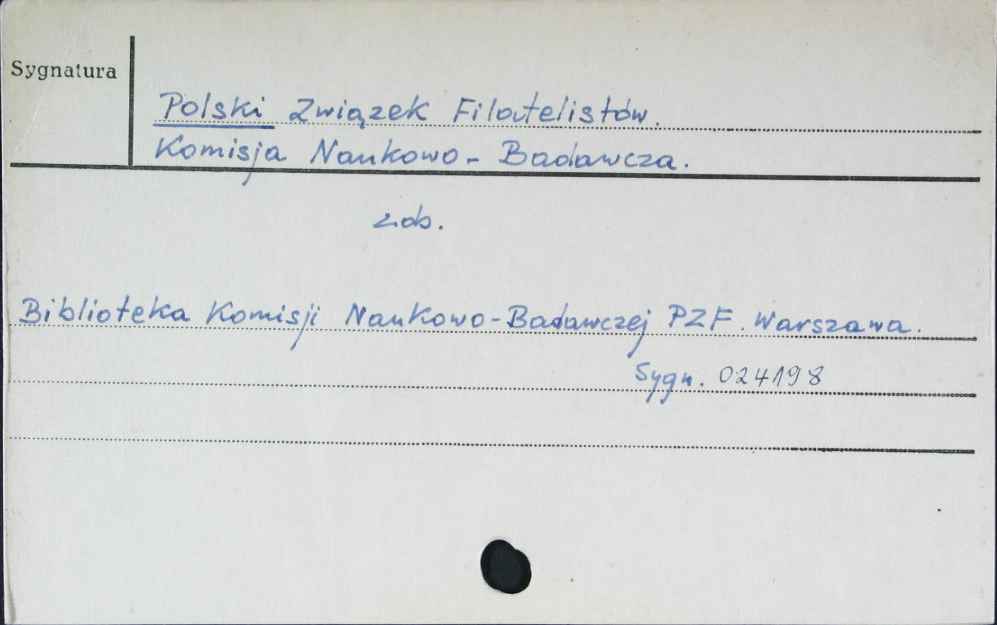 Sygnatura
Polski Związek Filatelistów.
Komisja Naukowo-Badawcza.
zob.
Biblioteka Komisji Naukowo-Badawczej PZF. Warszawa.
Sygn. 024198